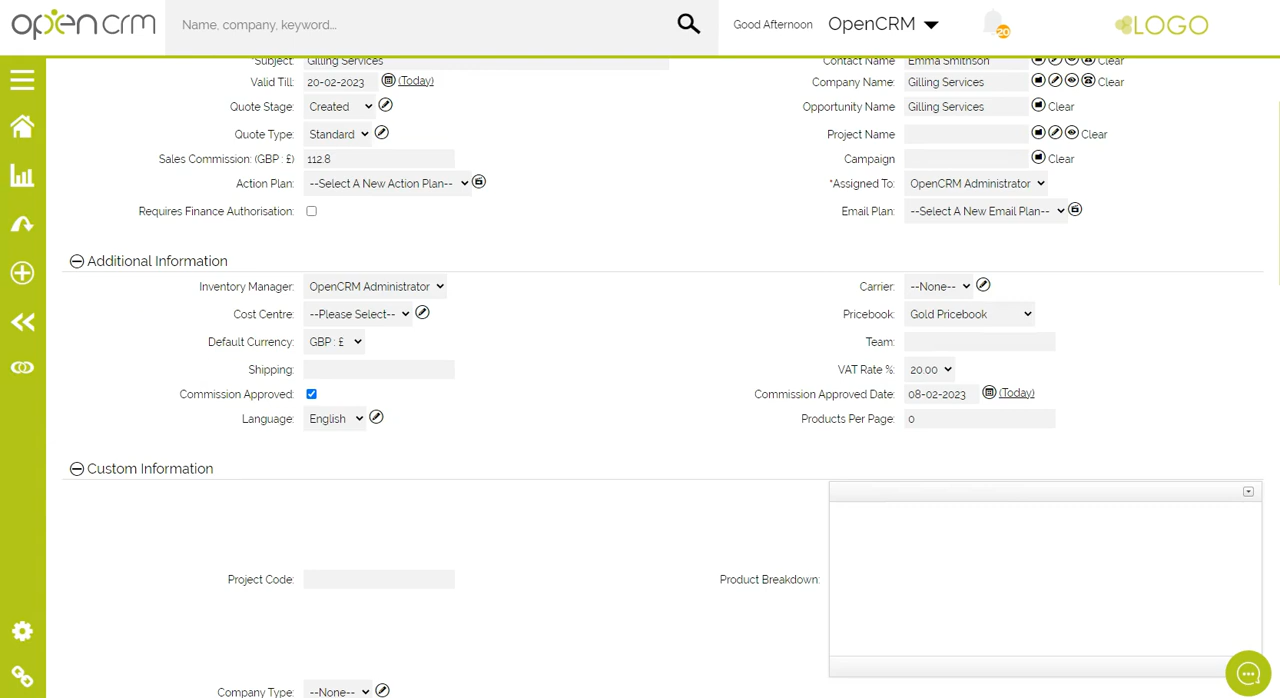 opencrm
Name, company, keyword...
Good Afternoon
OpenCRM
20
LOGO
*Subject: Gilling Services
Contact Name Emma Smithson Clear
Valid Till: 20-02-2023 (Today)
Company Name: Gilling Services Clear
Quote Stage: Created
Opportunity Name Gilling Services Clear
Quote Type: Standard
Project Name Clear
Sales Commission: (GBP : £) 112.8
Campaign Clear
Action Plan: --Select A New Action Plan--
*Assigned To: OpenCRM Administrator
Requires Finance Authorisation:
Email Plan: --Select A New Email Plan--
Additional Information
Inventory Manager: OpenCRM Administrator
Carrier: --None--
Cost Centre: --Please Select--
Pricebook: Gold Pricebook
Default Currency: GBP : £
Team:
Shipping:
VAT Rate %: 20.00
Commission Approved:
Commission Approved Date: 08-02-2023 (Today)
Language: English
Products Per Page: 0
Custom Information
Project Code:
Product Breakdown:
Company Type: --None--